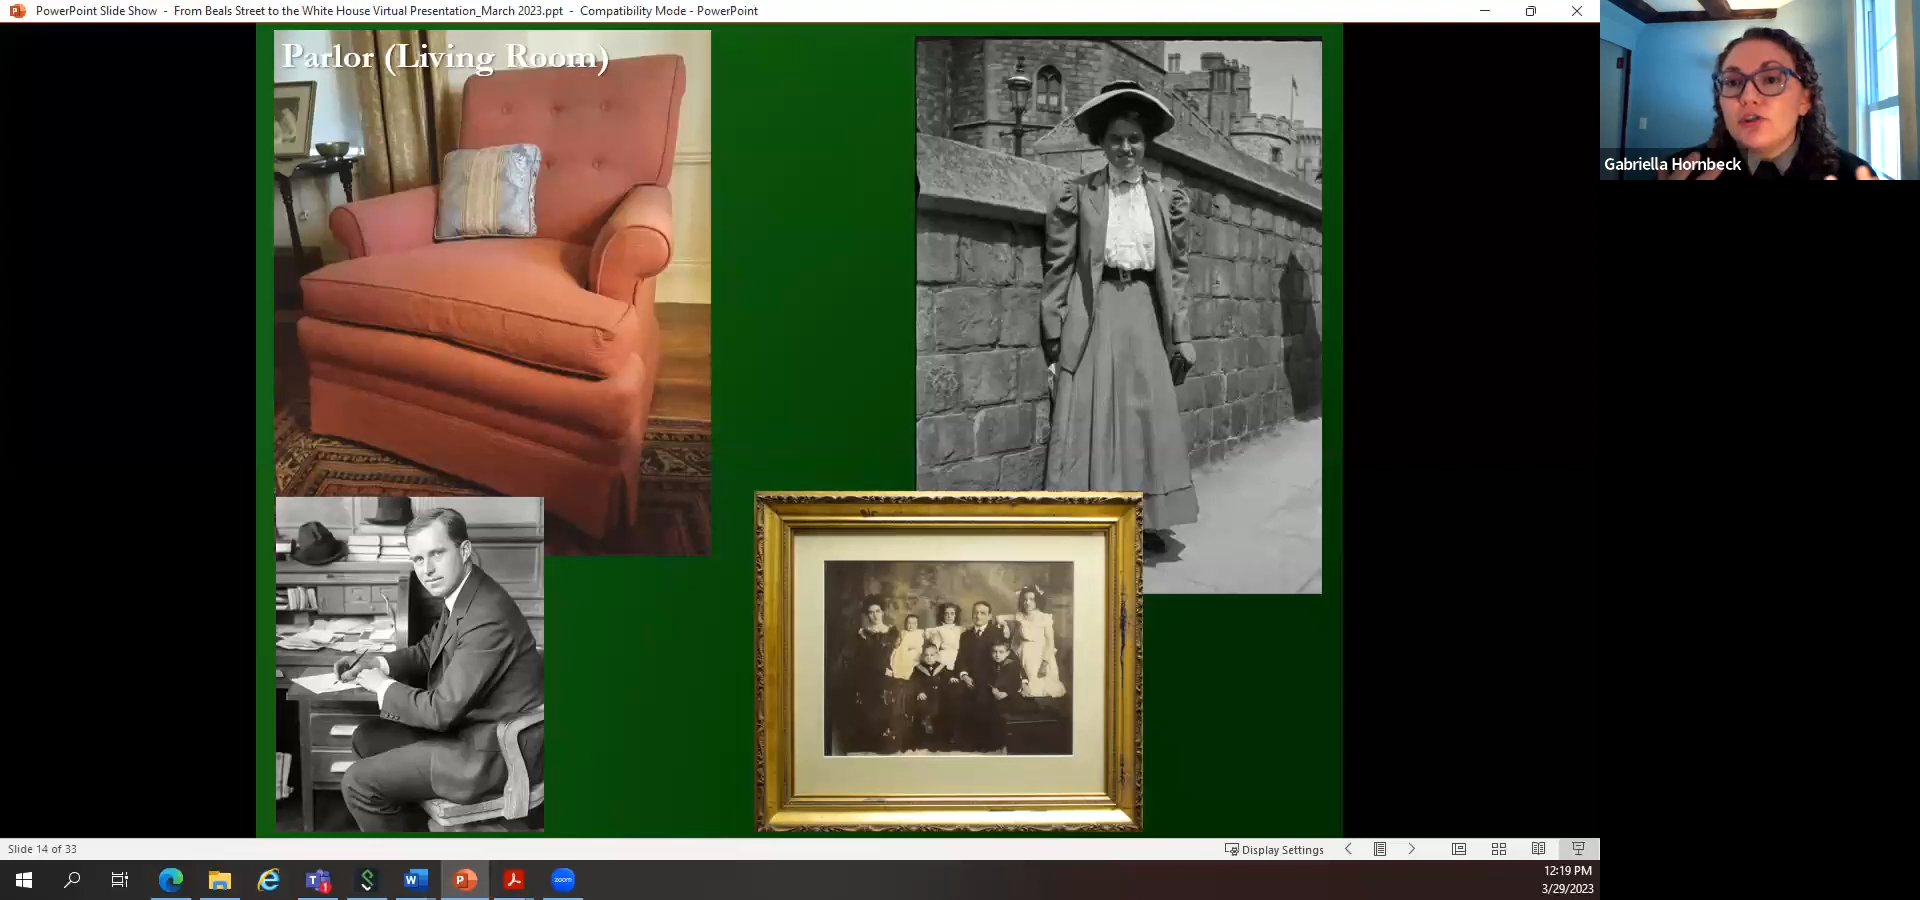 PowerPoint Slide Show - From Beals Street to the White House Virtual Presentation_March 2023.ppt - Compatibility Mode - PowerPoint
Parlor (Living Room)
Gabriella Hornbeck
Slide 14 of 33
Display Settings
zoom
12:19 PM
3/29/2023